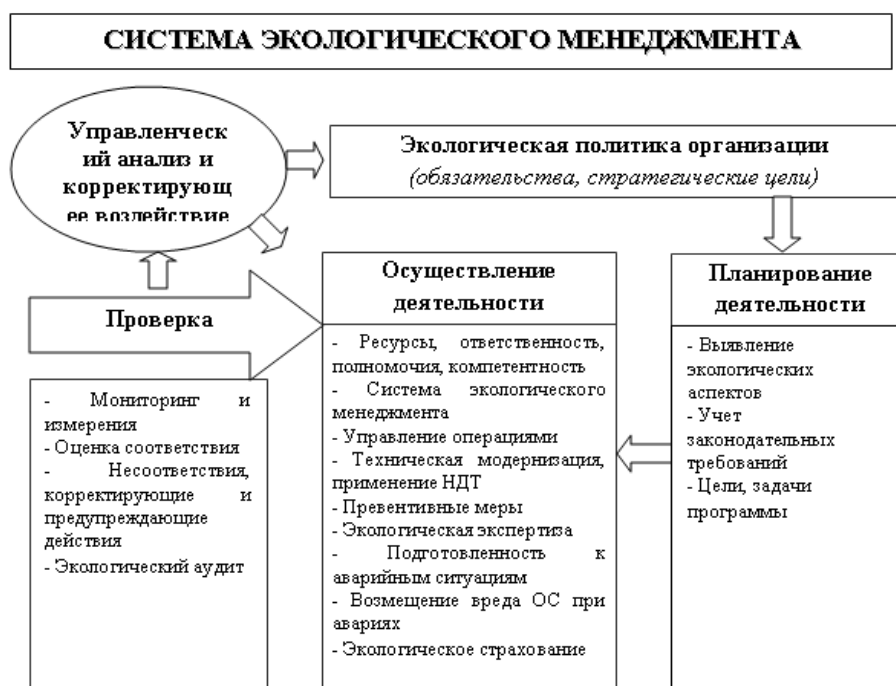 СИСТЕМА ЭКОЛОГИЧЕСКОГО МЕНЕДЖМЕНТА
Управленческ
ий анализ и
корректирующ
ее воздействие
Экологическая политика организации
(обязательства, стратегические цели)
Проверка
- Мониторинг и
измерения
- Оценка соответствия
- Несоответствия,
корректирующие и
предупреждающие
действия
- Экологический аудит
Осуществление
деятельности
- Ресурсы, ответственность,
полномочия, компетентность
- Система экологического
менеджмента
- Управление операциями
- Техническая модернизация,
применение НДТ
- Превентивные меры
- Экологическая экспертиза
- Подготовленность к
аварийным ситуациям
- Возмещение вреда ОС при
авариях
- Экологическое страхование
Планирование
деятельности
- Выявление
экологических
аспектов
- Учет
законодательных
требований
- Цели, задачи
программы